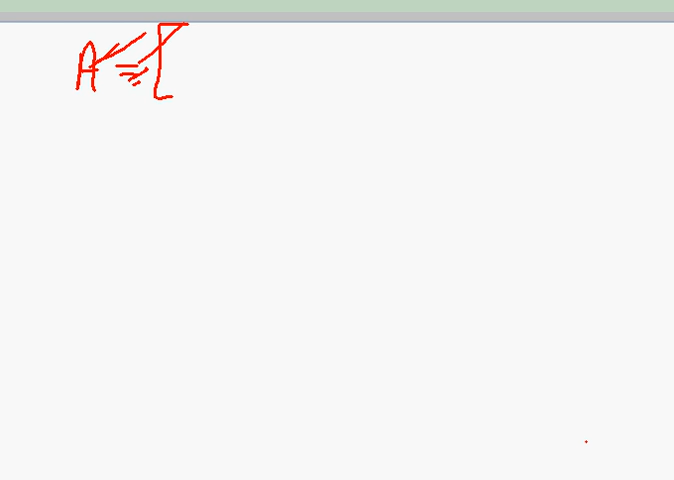 A = [